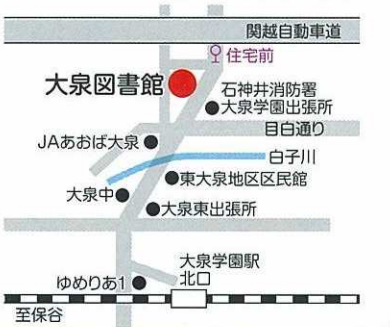 関越自動車道
住宅前
大泉図書館
石神井消防署
大泉学園出張所
目白通り
JAあおば大泉
白子川
東大泉地区区民館
大泉中
大泉東出張所
大泉学園駅
北口
ゆめりあ1
至保谷